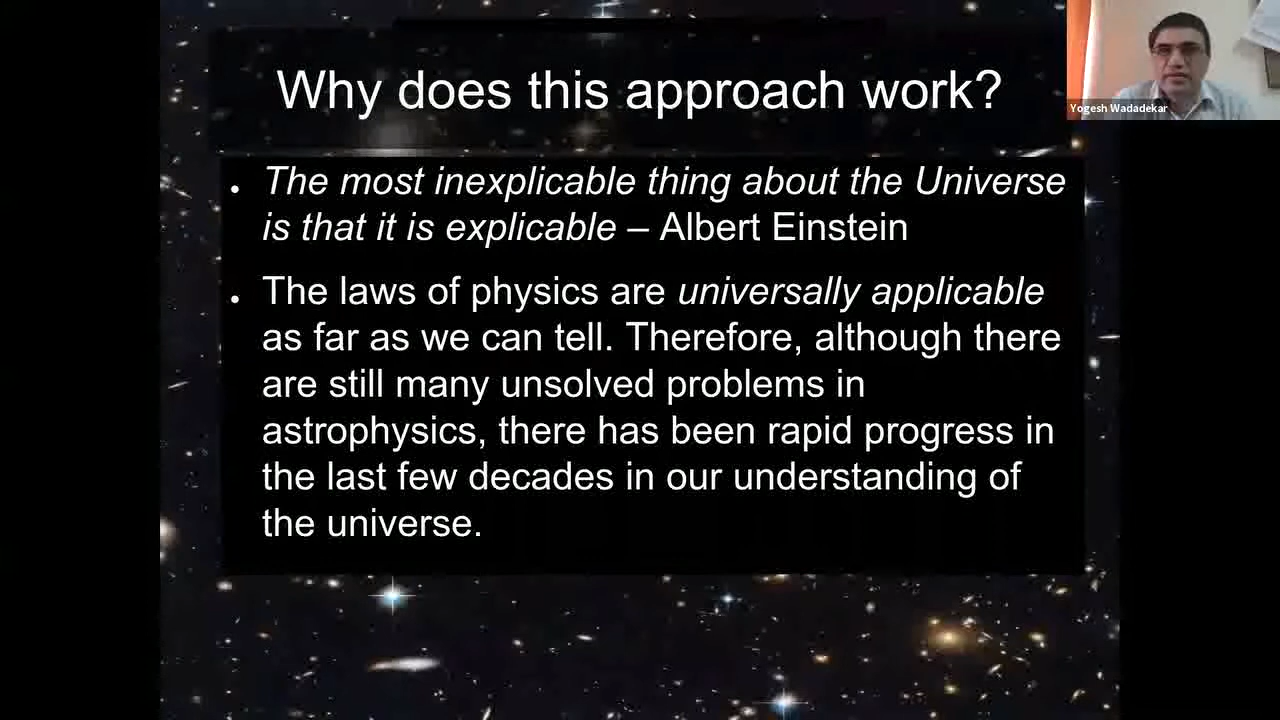 Why does this approach work?
Yogesh Wadadekar
• The most inexplicable thing about the Universe
is that it is explicable – Albert Einstein
• The laws of physics are universally applicable
as far as we can tell. Therefore, although there
are still many unsolved problems in
astrophysics, there has been rapid progress in
the last few decades in our understanding of
the universe.